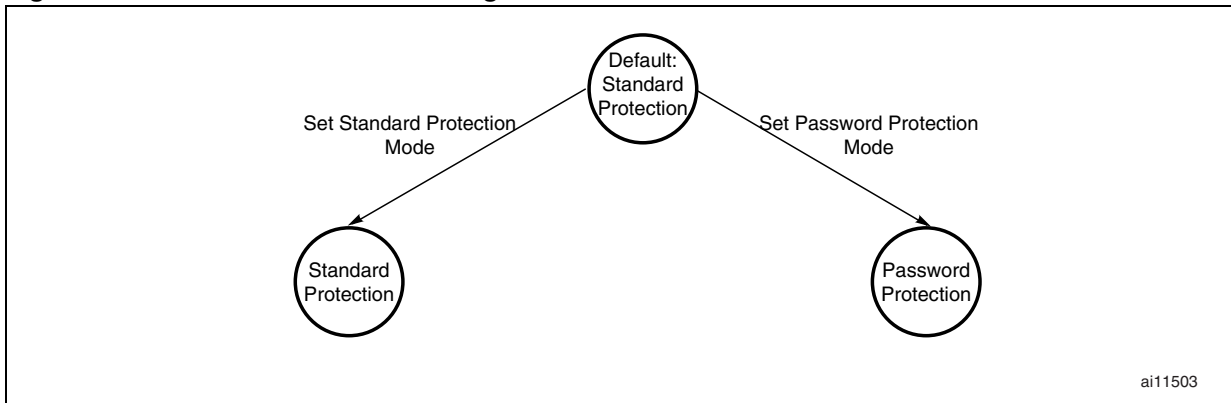 Default:
Standard
Protection
Set Standard Protection
Mode
Set Password Protection
Mode
Standard
Protection
Password
Protection
ai11503